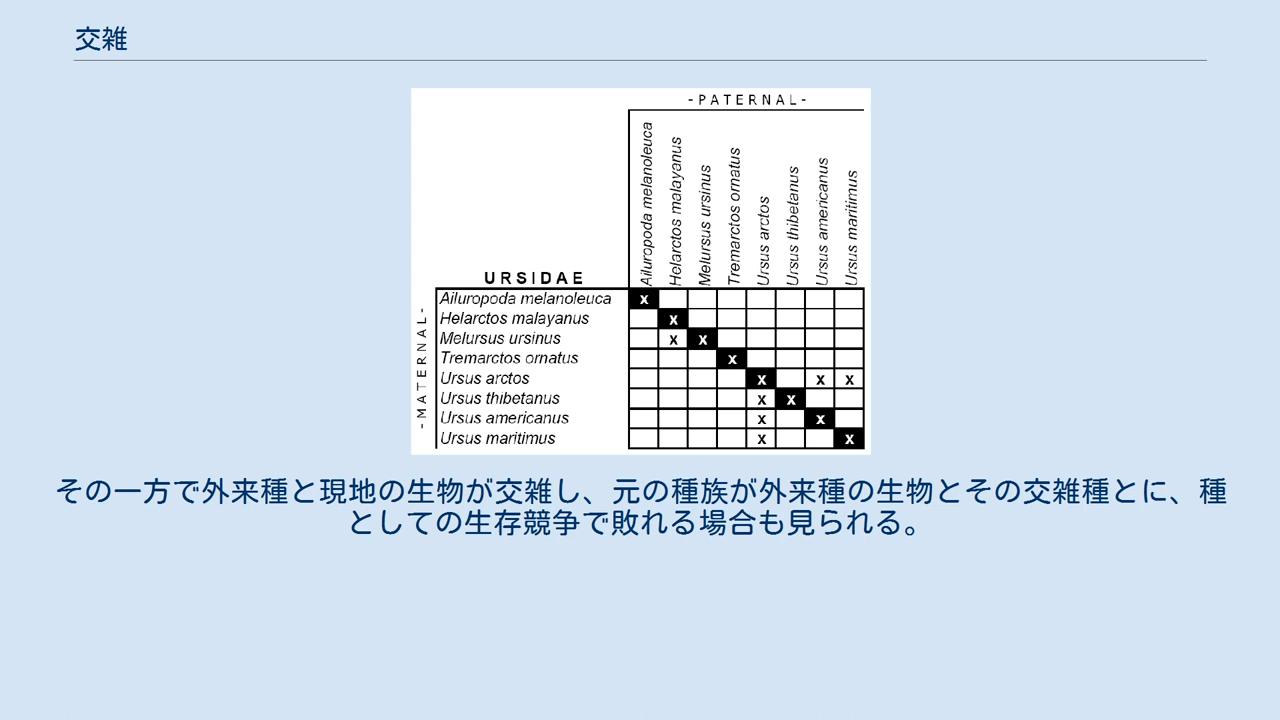 交雑
-PATERNAL-
Ailuropoda melanoleuca
Helarctos malayanus
Melursus ursinus
Tremarctos ornatus
Ursus arctos
Ursus thibetanus
Ursus americanus
Ursus maritimus
URSIDAE
-MATERNAL-
Ailuropoda melanoleuca x
Helarctos malayanus x
Melursus ursinus x x
Tremarctos ornatus x
Ursus arctos x x x
Ursus thibetanus x x
Ursus americanus x x
Ursus maritimus x x
その一方で外来種と現地の生物が交雑し、元の種族が外来種の生物とその交雑種とに、種
としての生存競争で敗れる場合も見られる。